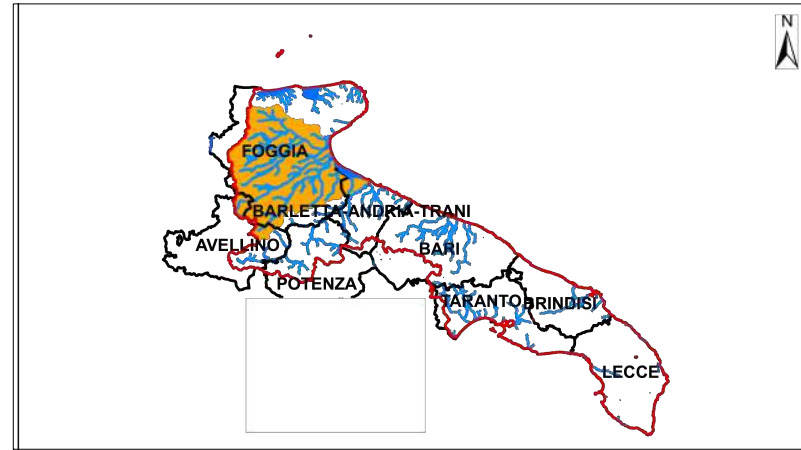 N
FOGGIA
BARLETTA-ANDRIA-TRANI
AVELLINO
BARI
POTENZA
TARANTO
BRINDISI
LECCE